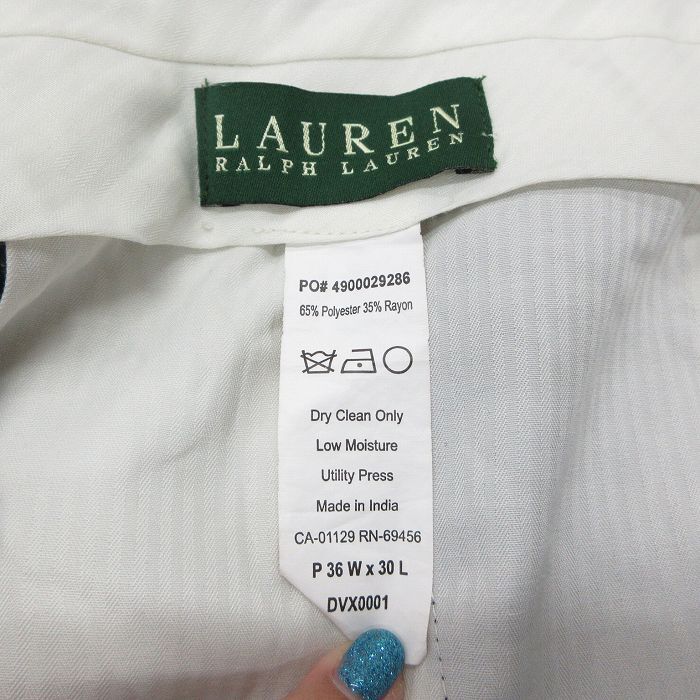 LAUREN
RALPH LAUREN
PO# 4900029286
65% Polyester 35% Rayon
Dry Clean Only
Low Moisture
Utility Press
Made in India
CA-01129 RN-69456
P 36 W x 30 L
DVX0001